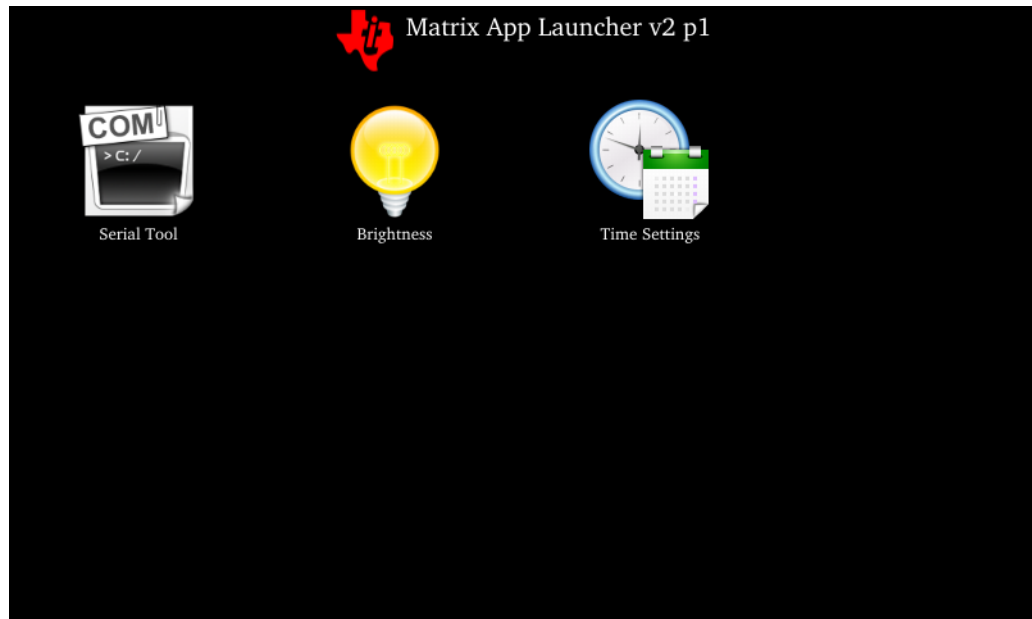 Matrix App Launcher v2 p1
COM
>C:/
Serial Tool
Brightness
Time Settings